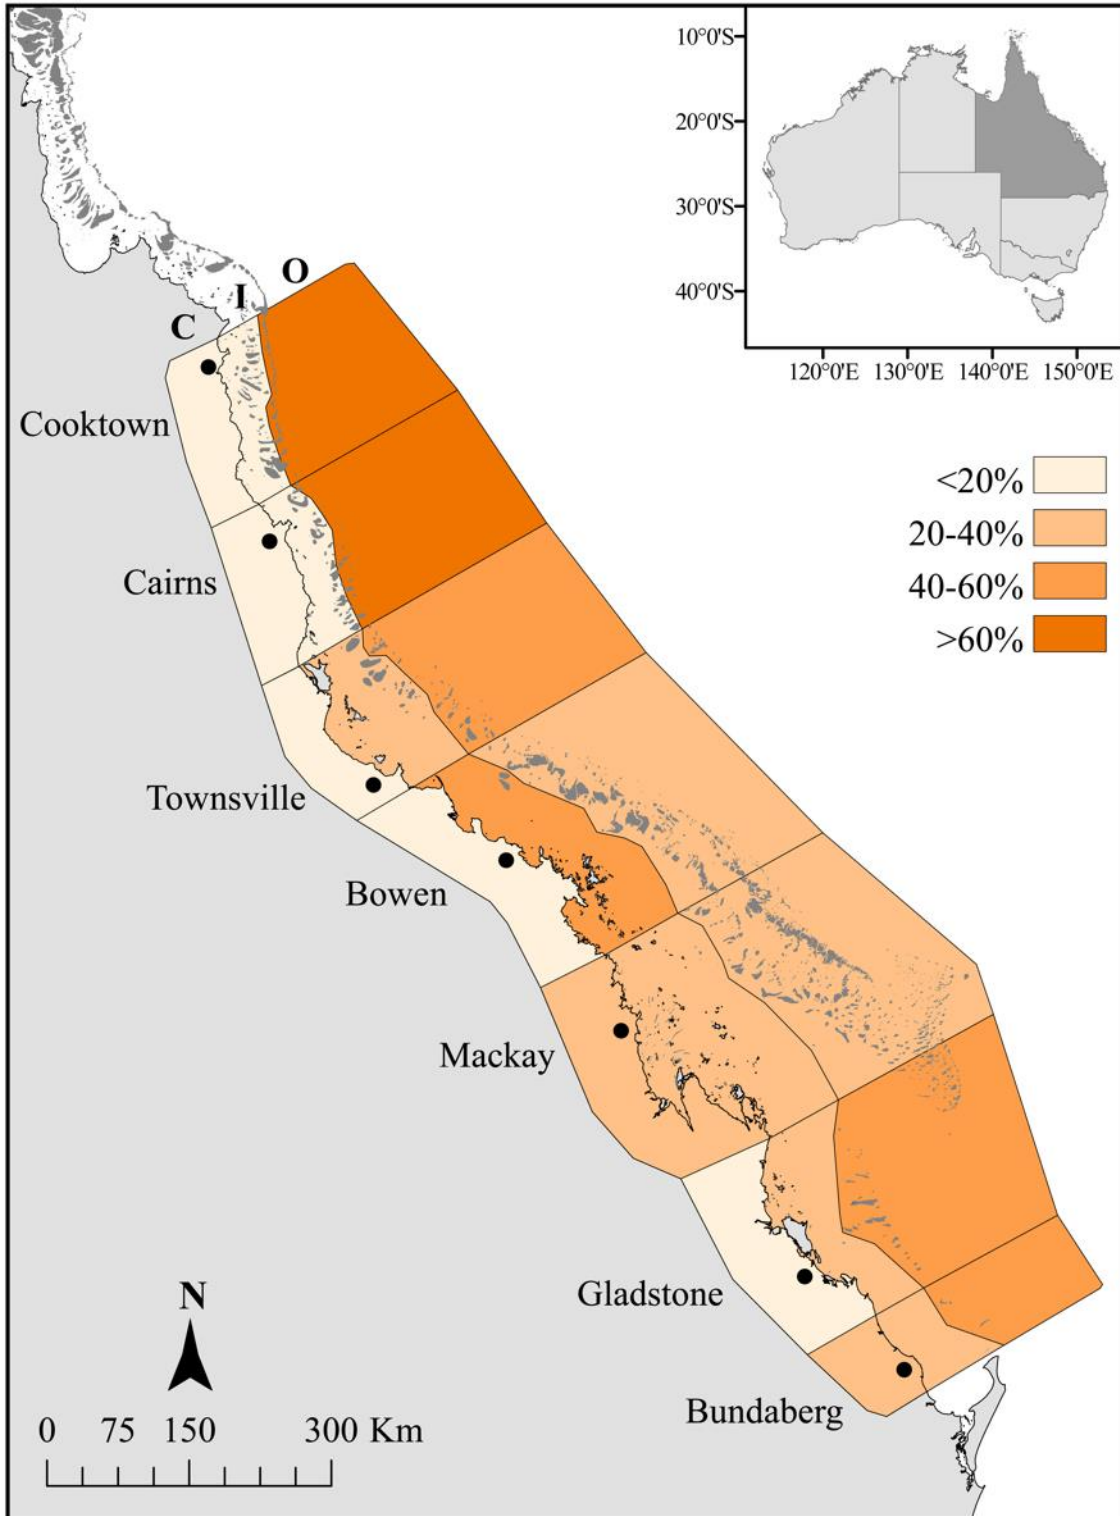 10°0'S
20°0'S
30°0'S
40°0'S
120°0'E 130°0'E 140°0'E 150°0'E
O
I
C
Cooktown
<20%
20-40%
40-60%
>60%
Cairns
Townsville
Bowen
Mackay
Gladstone
Bundaberg
N
0 75 150 300 Km